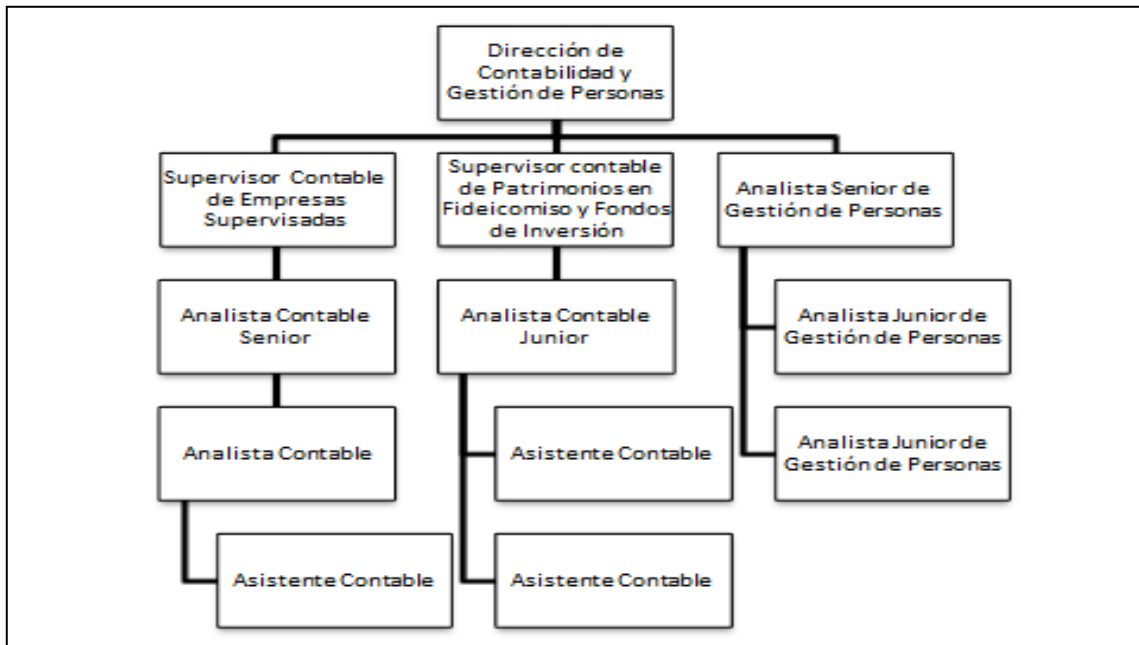 Dirección de
Contabilidad y
Gestión de Personas
Supervisor Contable
de Empresas
Supervisadas
Supervisor contable
de Patrimonios en
Fideicomiso y Fondos
de Inversión
Analista Senior de
Gestión de Personas
Analista Contable
Senior
Analista Contable
Junior
Analista Junior de
Gestión de Personas
Analista Contable
Asistente Contable
Analista Junior de
Gestión de Personas
Asistente Contable
Asistente Contable